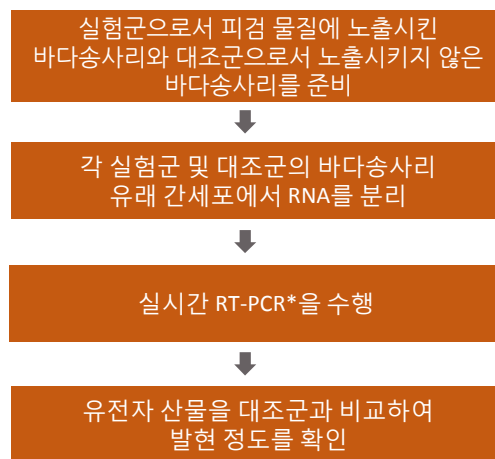 실험군으로서 피검 물질에 노출시킨
바다송사리와 대조군으로서 노출시키지 않은
바다송사리를 준비
각 실험군 및 대조군의 바다송사리
유래 간세포에서 RNA를 분리
실시간 RT-PCR*을 수행
유전자 산물을 대조군과 비교하여
발현 정도를 확인